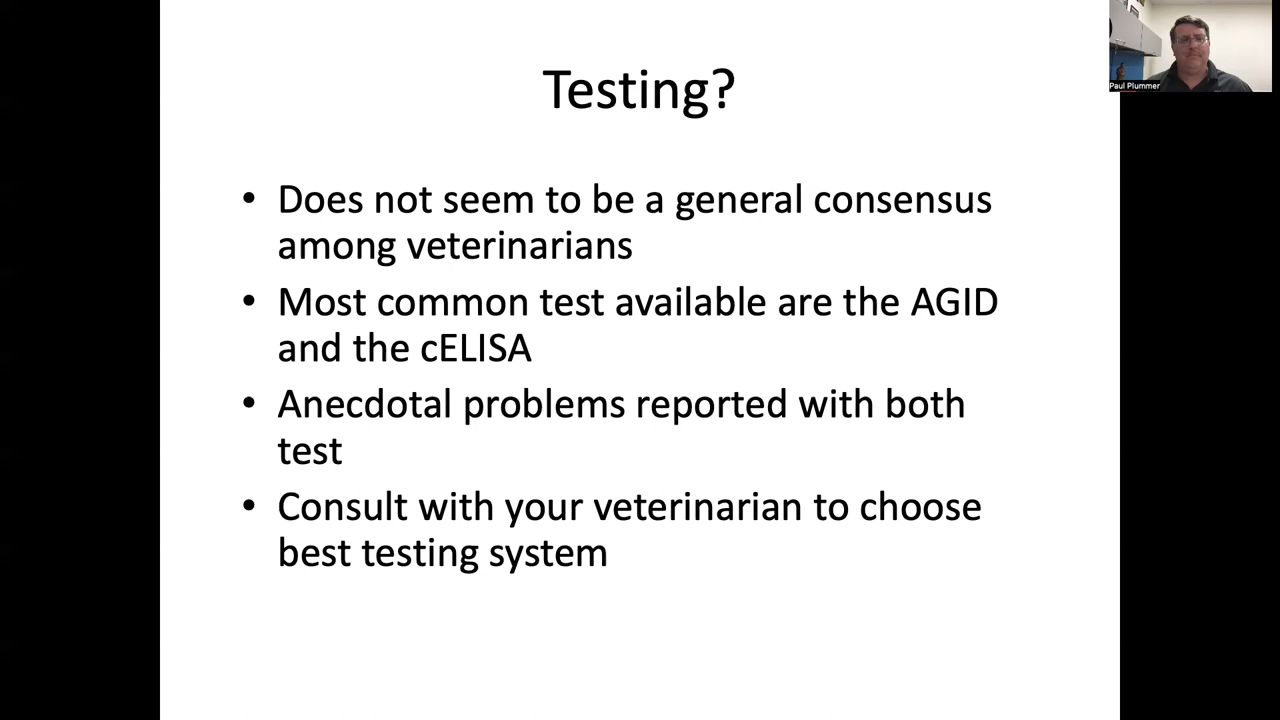 Paul Plummer
Testing?
• Does not seem to be a general consensus
among veterinarians
• Most common test available are the AGID
and the cELISA
• Anecdotal problems reported with both
test
• Consult with your veterinarian to choose
best testing system